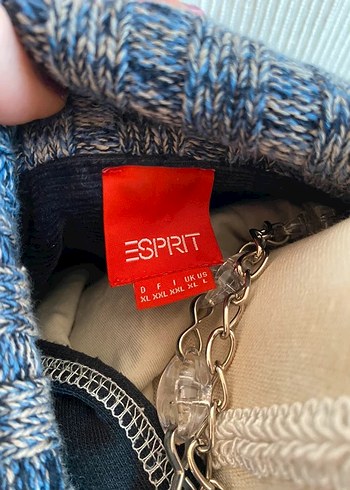 ESPRIT
D F I UK US
XL XXL XXL XL L